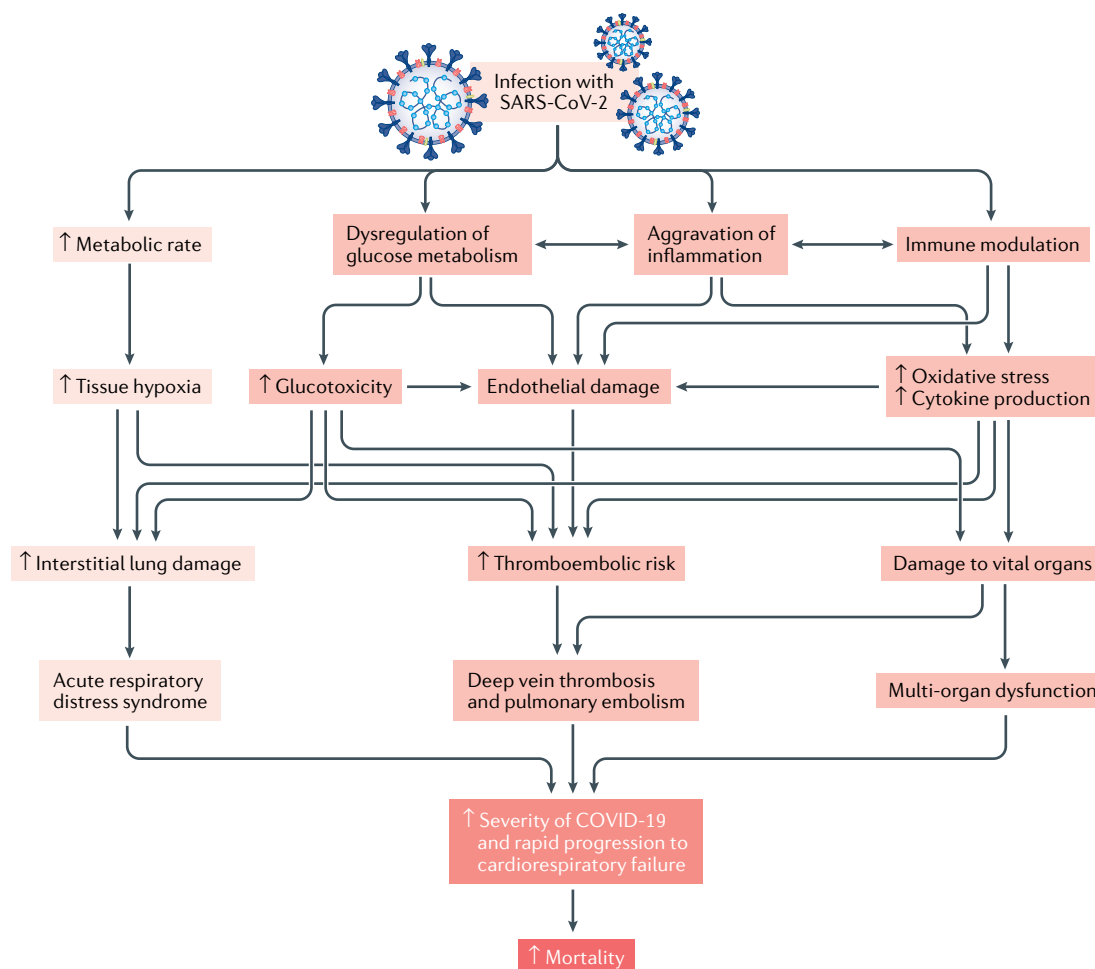 Infection with
SARS-CoV-2
↑ Metabolic rate
Dysregulation of
glucose metabolism
Aggravation of
inflammation
Immune modulation
↑ Tissue hypoxia
↑ Glucotoxicity
Endothelial damage
↑ Oxidative stress
↑ Cytokine production
↑ Interstitial lung damage
↑ Thromboembolic risk
Damage to vital organs
Acute respiratory
distress syndrome
Deep vein thrombosis
and pulmonary embolism
Multi-organ dysfunction
↑ Severity of COVID-19
and rapid progression to
cardiorespiratory failure
↑ Mortality